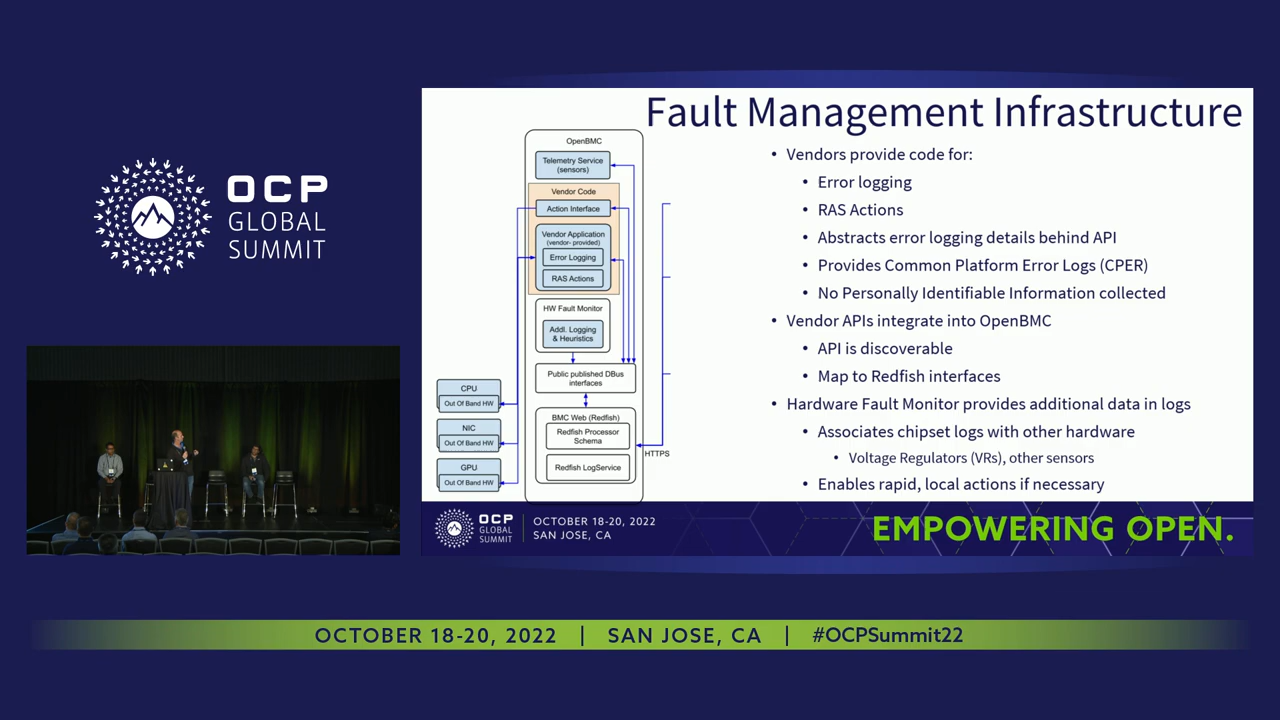 OCP
GLOBAL
SUMMIT
Fault Management Infrastructure
OpenBMC
Telemetry Service
(sensors)
Vendor Code
Action Interface
Vendor Application
(vendor- provided)
Error Logging
RAS Actions
HW Fault Monitor
Addl. Logging
& Heuristics
Public published DBus
interfaces
BMC Web (Redfish)
Redfish Processor
Schema
Redfish LogService
HTTPS
CPU
Out Of Band HW
NIC
Out Of Band HW
GPU
Out Of Band HW
• Vendors provide code for:
• Error logging
• RAS Actions
• Abstracts error logging details behind API
• Provides Common Platform Error Logs (CPER)
• No Personally Identifiable Information collected
• Vendor APIs integrate into OpenBMC
• API is discoverable
• Map to Redfish interfaces
• Hardware Fault Monitor provides additional data in logs
• Associates chipset logs with other hardware
• Voltage Regulators (VRs), other sensors
• Enables rapid, local actions if necessary
OCP
GLOBAL
SUMMIT
OCTOBER 18-20, 2022
SAN JOSE, CA
EMPOWERING OPEN.
OCTOBER 18-20, 2022 | SAN JOSE, CA | #OCPSummit22